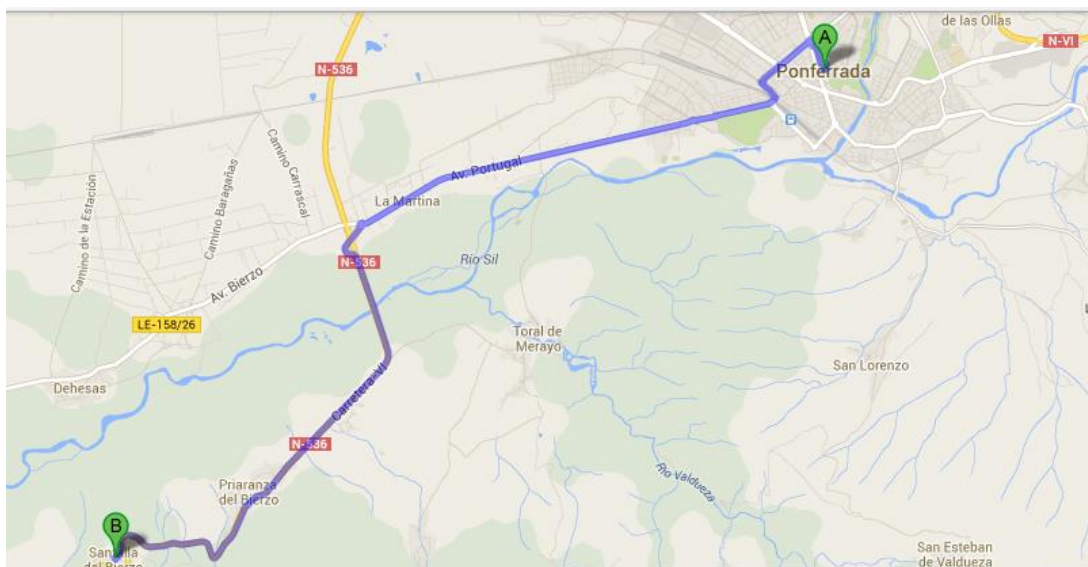 de las Ollas
A
N-VI
Ponferrada
N-536
Av. Portugal
Camino Carrascal
Camino Baragañas
Camino de la Estación
La Martina
N-536
Río Sil
Av. Bierzo
LE-158/26
Toral de
Merayo
San Lorenzo
Dehesas
Carretera VI
N-536
Priaranza
del Bierzo
Río Valdueza
B
del Bierzo
San Esteban
de Valdueza